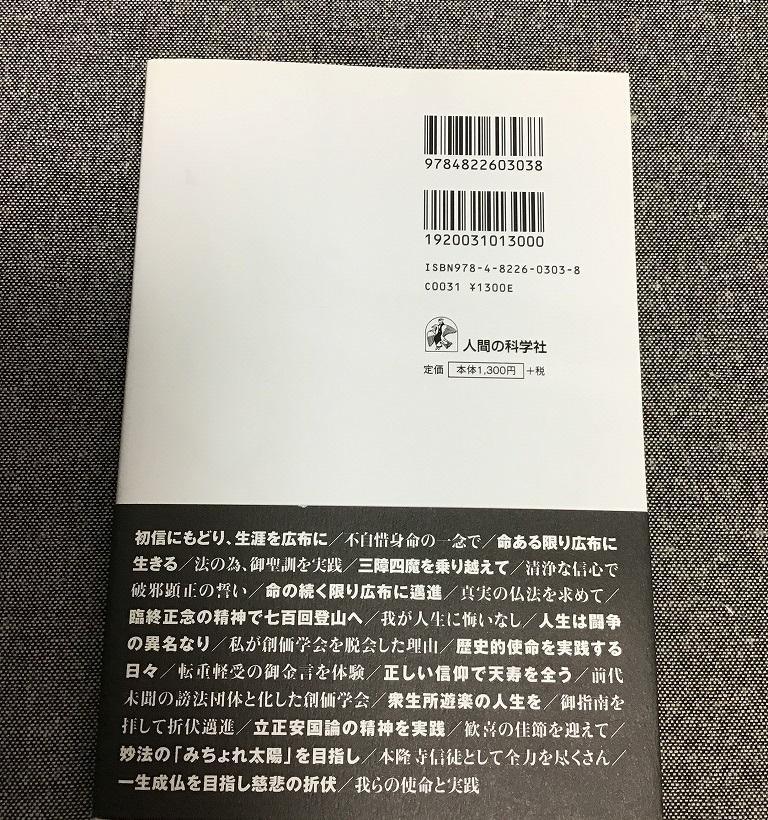 9784822603038
1920031013000
ISBN978-4-8226-0303-8
C0031 ¥1300E
人間の科学社
定価 本体1,300円 +税
初信にもどり、生涯を広布に／不自惜身命の一念で／命ある限り広布に
生きる／法の為、御聖訓を実践／三障四魔を乗り越えて／清浄な信心で
破邪顕正の誓い／命の続く限り広布に邁進／真実の仏法を求めて／
臨終正念の精神で七百回登山へ／我が人生に悔いなし／人生は闘争
の異名なり／私が創価学会を脱会した理由／歴史的使命を実践する
日々／転重軽受の御金言を体験／正しい信仰で天寿を全う／前代
未聞の謗法団体と化した創価学会／衆生所遊楽の人生を／御指南を
拝して折伏邁進／立正安国論の精神を実践／歓喜の佳節を迎えて／
妙法の「みちょれ太陽」を目指し／本隆寺信徒として全力を尽くさん／
一生成仏を目指し慈悲の折伏／我らの使命と実践